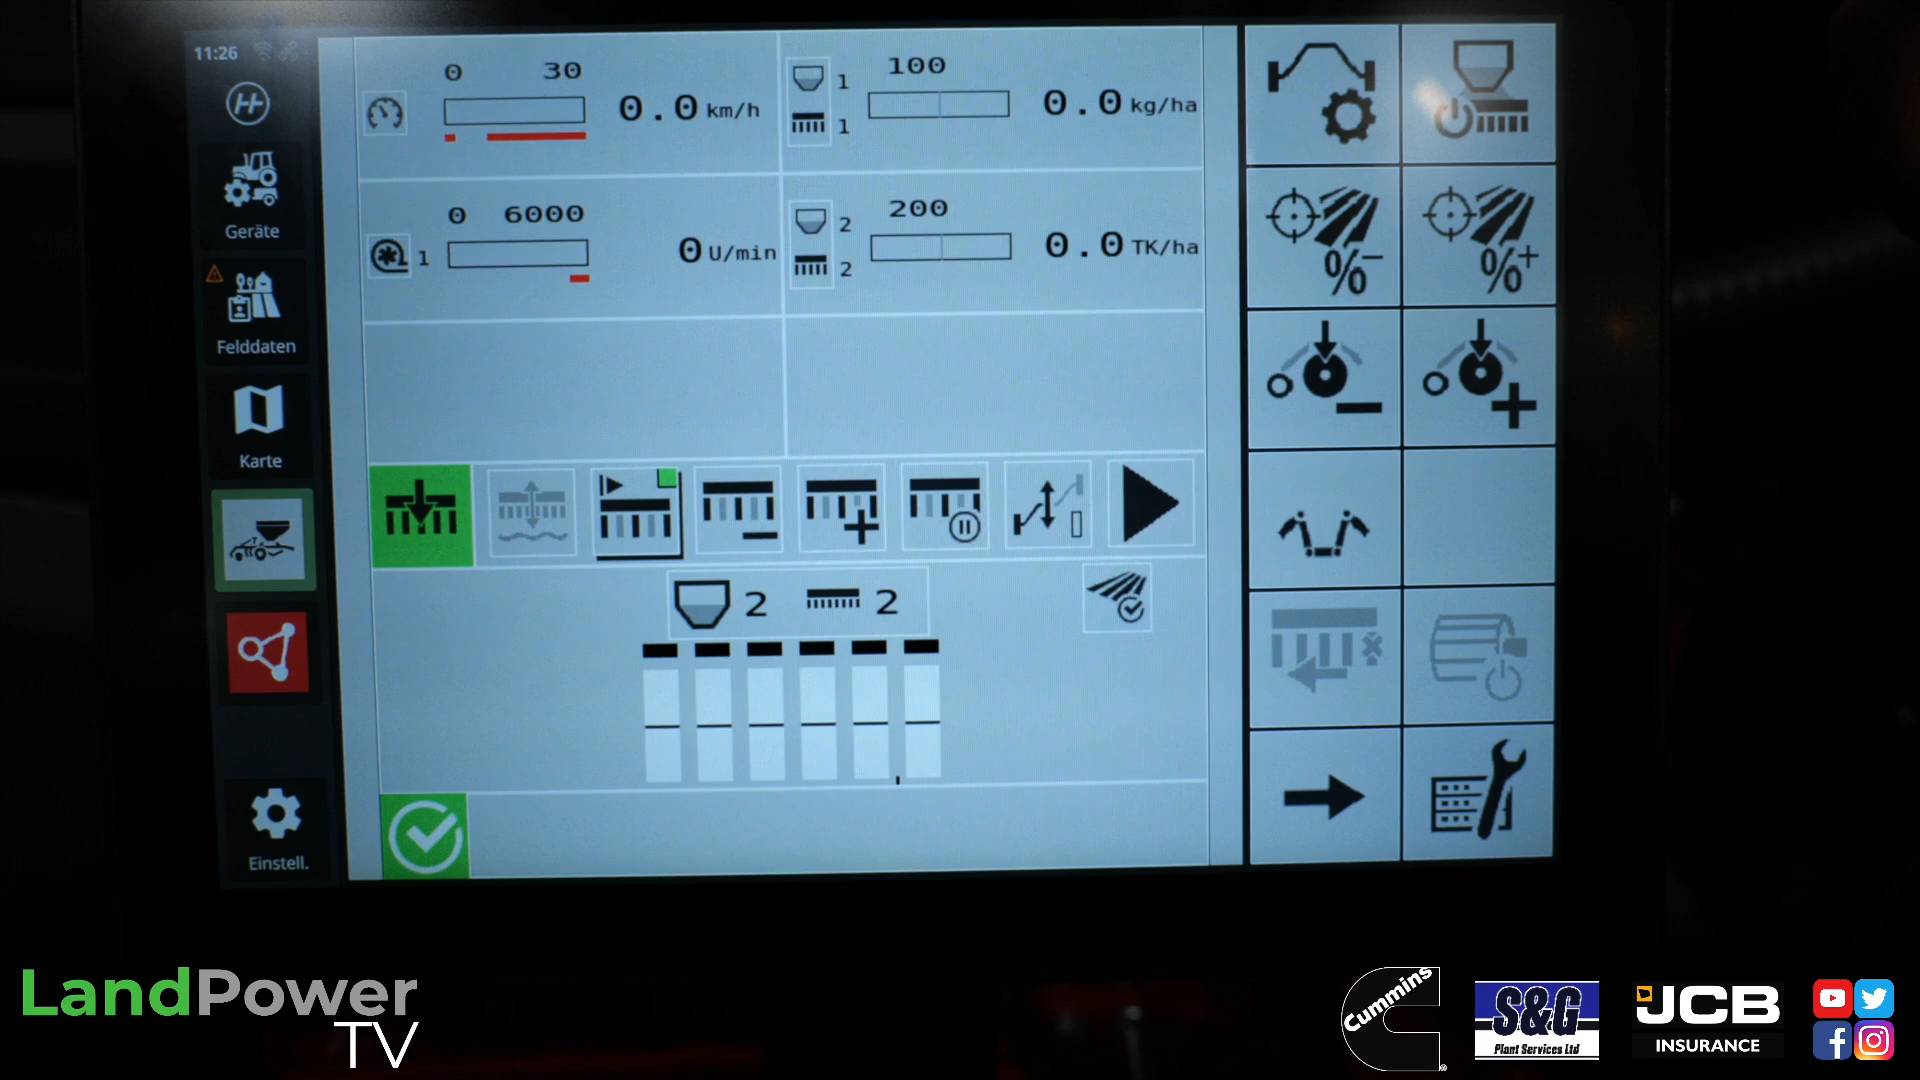 11:26
Geräte
Felddaten
Karte
Einstell.
0 30
0.0 km/h
1
1
100
0.0 kg/ha
0 6000
1
0 U/min
2
2
200
0.0 TK/ha
%-
%+
2 2
LandPower
TV
Cummins
S&G
Plant Services Ltd
JCB
INSURANCE